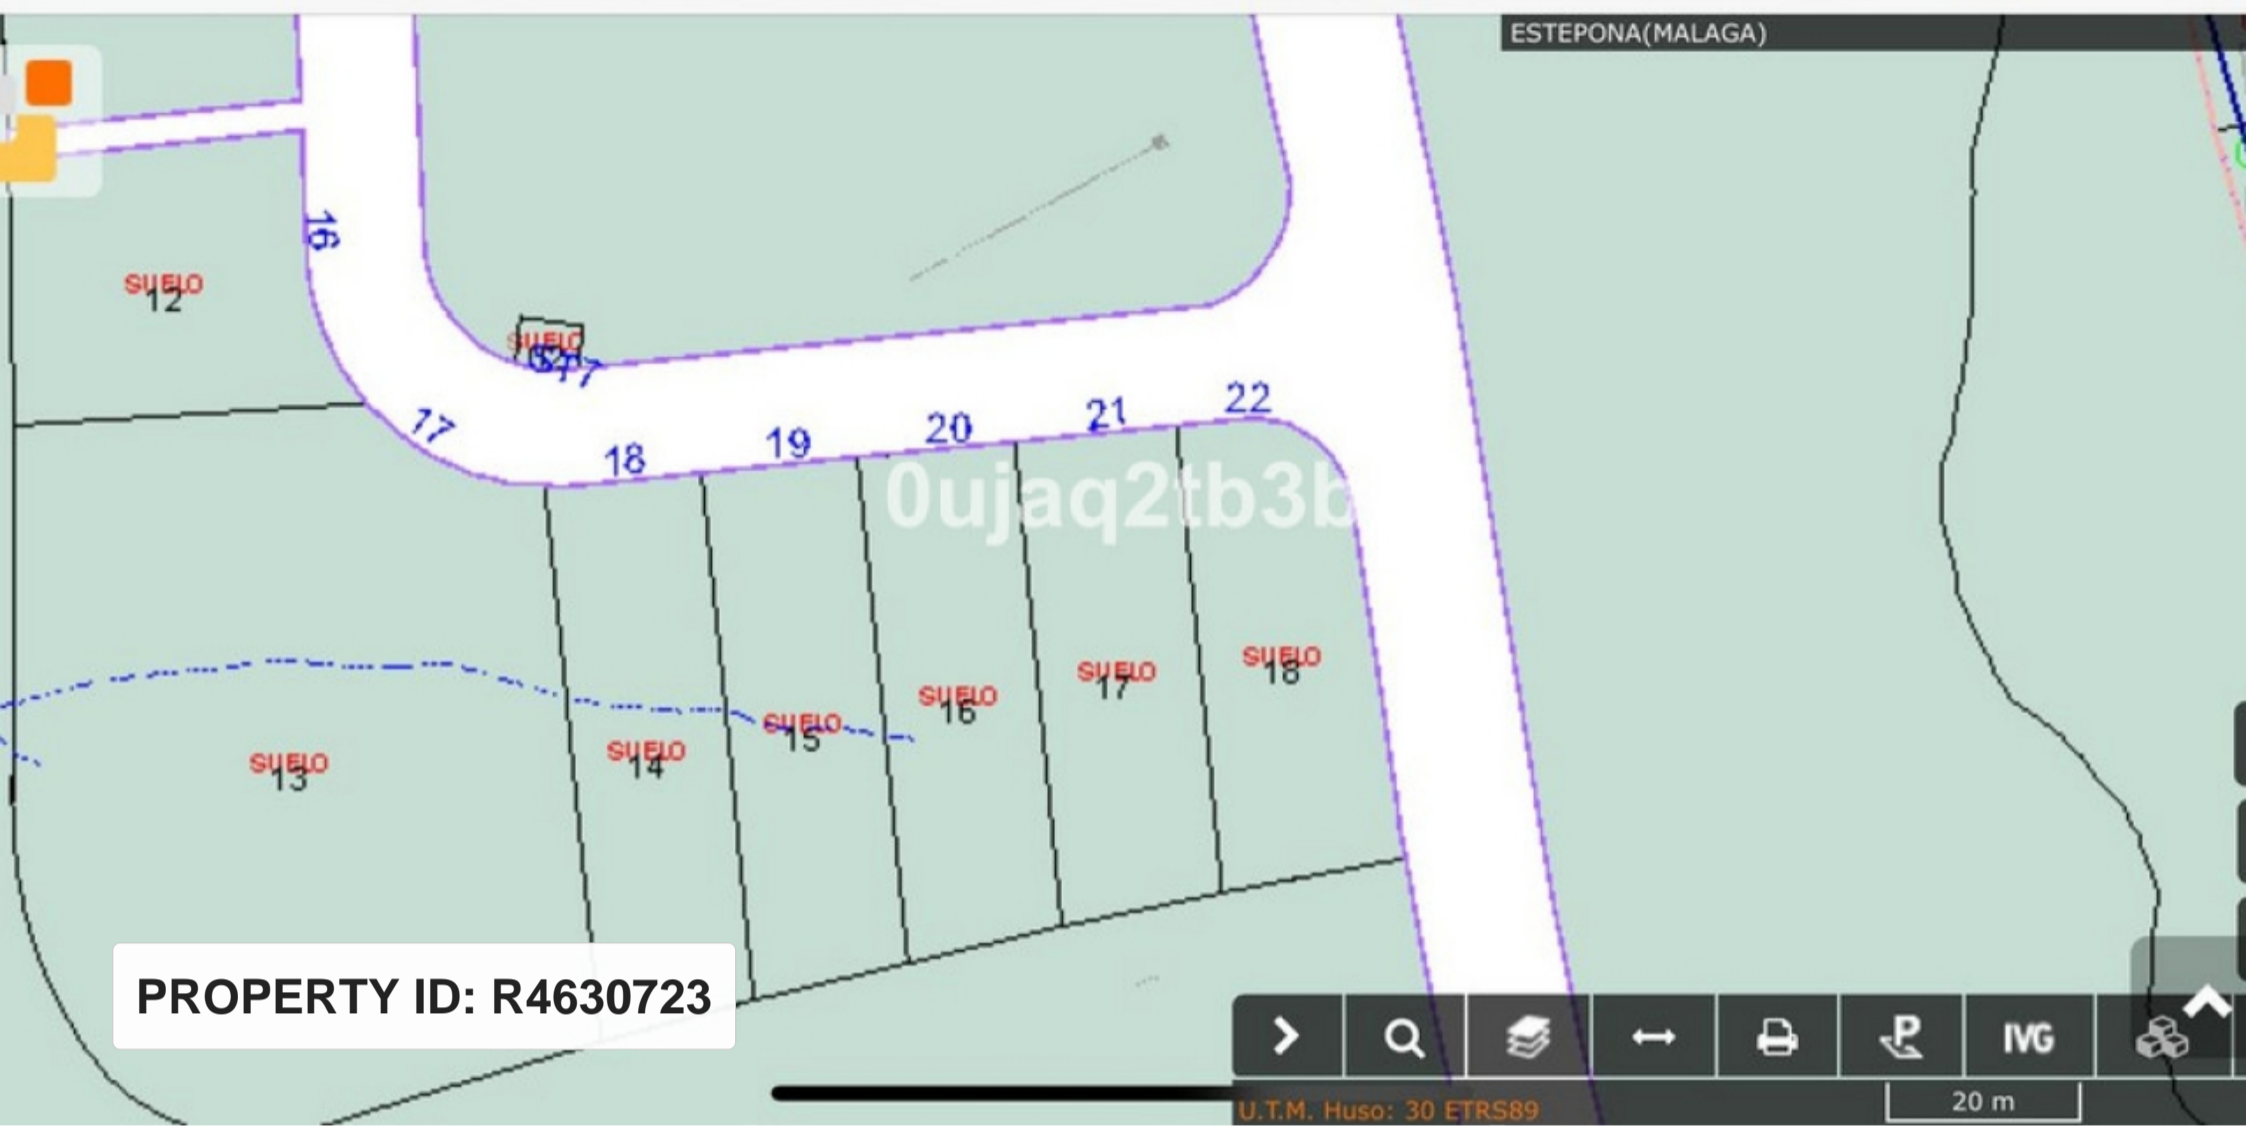 ESTEPONA(MALAGA)
16
SUELO
12
SUELO
17
17
18
19
20
21
22
0ujaq2tb3b
SUELO
13
SUELO
14
SUELO
15
SUELO
16
SUELO
17
SUELO
18
PROPERTY ID: R4630723
P
IVG
U.T.M. Huso: 30 ETRS89
20 m